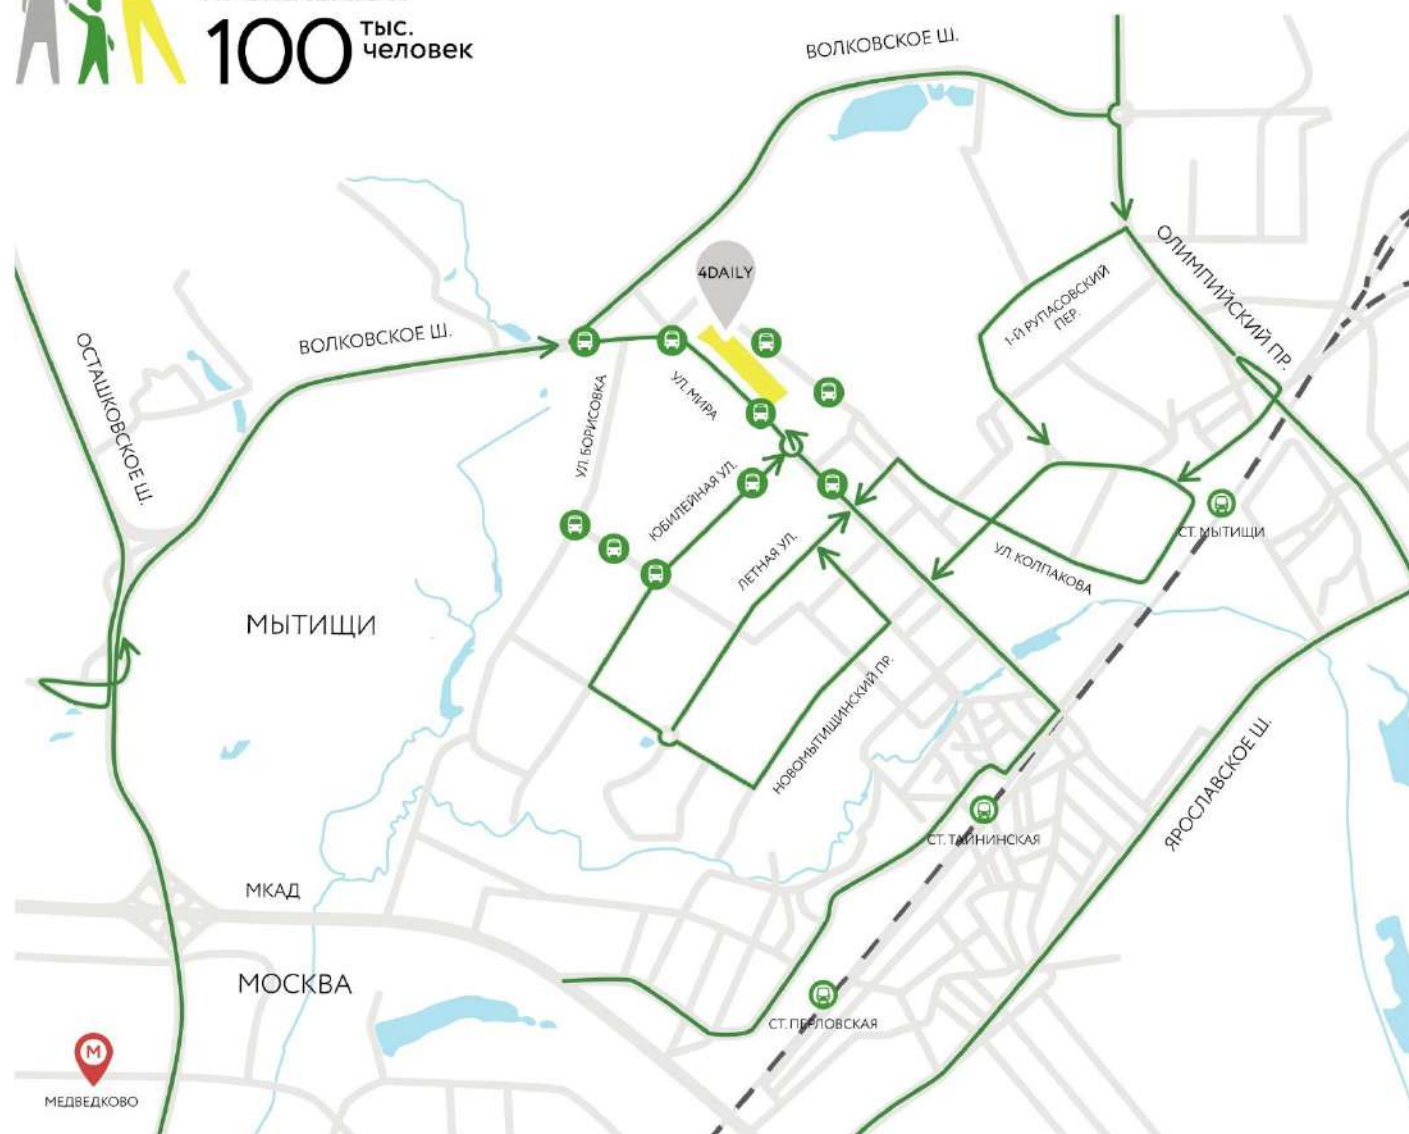 100 тыс.
человек
ВОЛКОВСКОЕ Ш.
4DAILY
ОЛИМПИЙСКИЙ ПР.
1-Й РУПАСОВСКИЙ
ПЕР.
ВОЛКОВСКОЕ Ш.
ОСТАШКОВСКОЕ Ш.
УЛ. МИРА
УЛ. БОРИСОВКА
ЮБИЛЕЙНАЯ УЛ.
ЛЕТНАЯ УЛ.
СТ. МЫТИЩИ
УЛ. КОЛПАКОВА
МЫТИЩИ
НОВОМЫТИЩИНСКИЙ ПР.
ЯРОСЛАВСКОЕ Ш.
СТ. ТАЙНИНСКАЯ
МКАД
МОСКВА
СТ. ПЕРЛОВСКАЯ
М
МЕДВЕДКОВО